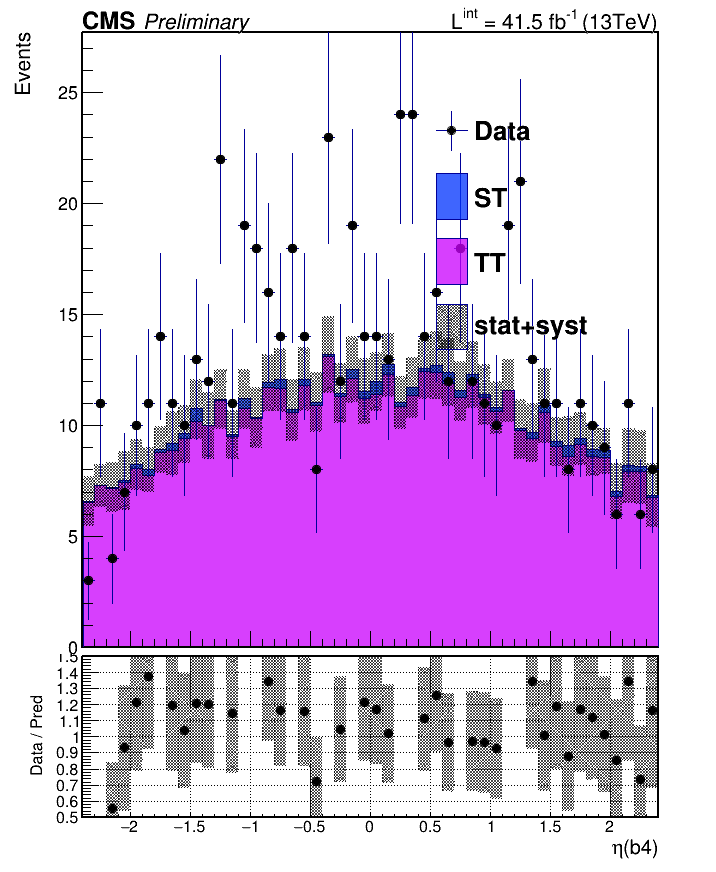 CMS Preliminary L^int = 41.5 fb^-1 (13TeV)
Events
25
20
15
10
5
0
Data
ST
TT
stat+syst
Data / Pred
1.5
1.4
1.3
1.2
1.1
1
0.9
0.8
0.7
0.6
0.5
−2 −1.5 −1 −0.5 0 0.5 1 1.5 2
η(b4)